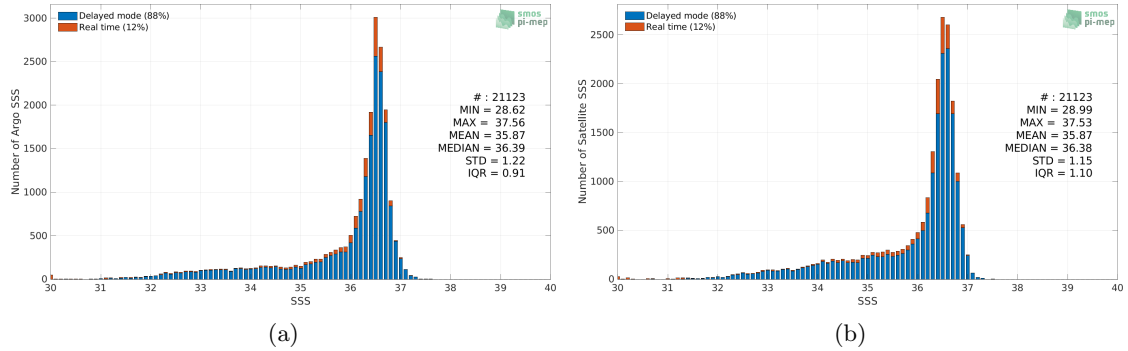 Delayed mode (88%)
Real time (12%)
smos
pi-mep
Number of Argo SSS
3000
2500
2000
1500
1000
500
0
# : 21123
MIN = 28.62
MAX = 37.56
MEAN = 35.87
MEDIAN = 36.39
STD = 1.22
IQR = 0.91
30 31 32 33 34 35 36 37 38 39 40
SSS
(a)
Delayed mode (88%)
Real time (12%)
smos
pi-mep
Number of Satellite SSS
2500
2000
1500
1000
500
0
# : 21123
MIN = 28.99
MAX = 37.53
MEAN = 35.87
MEDIAN = 36.38
STD = 1.15
IQR = 1.10
30 31 32 33 34 35 36 37 38 39 40
SSS
(b)